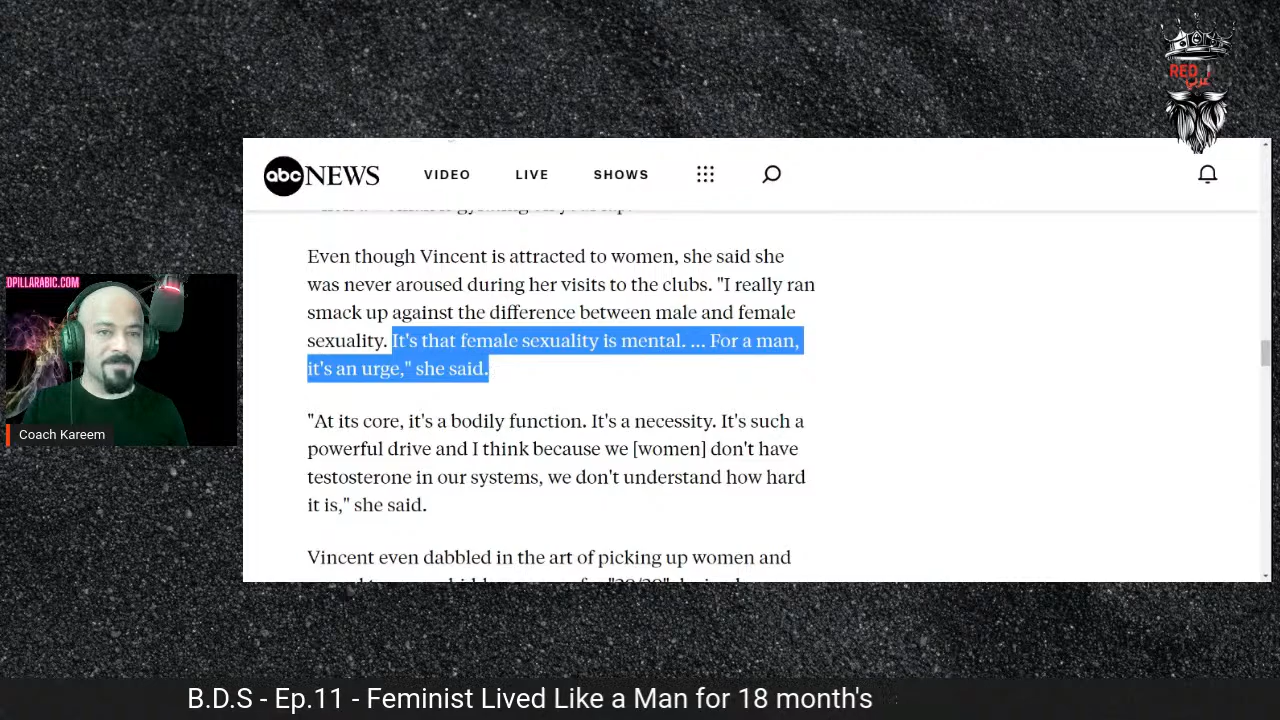 RED
abc NEWS VIDEO LIVE SHOWS
Even though Vincent is attracted to women, she said she
was never aroused during her visits to the clubs. "I really ran
smack up against the difference between male and female
sexuality. It's that female sexuality is mental. ... For a man,
it's an urge," she said.
"At its core, it's a bodily function. It's a necessity. It's such a
powerful drive and I think because we [women] don't have
testosterone in our systems, we don't understand how hard
it is," she said.
Vincent even dabbled in the art of picking up women and
DPILLARABIC.COM
Coach Kareem
B.D.S - Ep.11 - Feminist Lived Like a Man for 18 month's